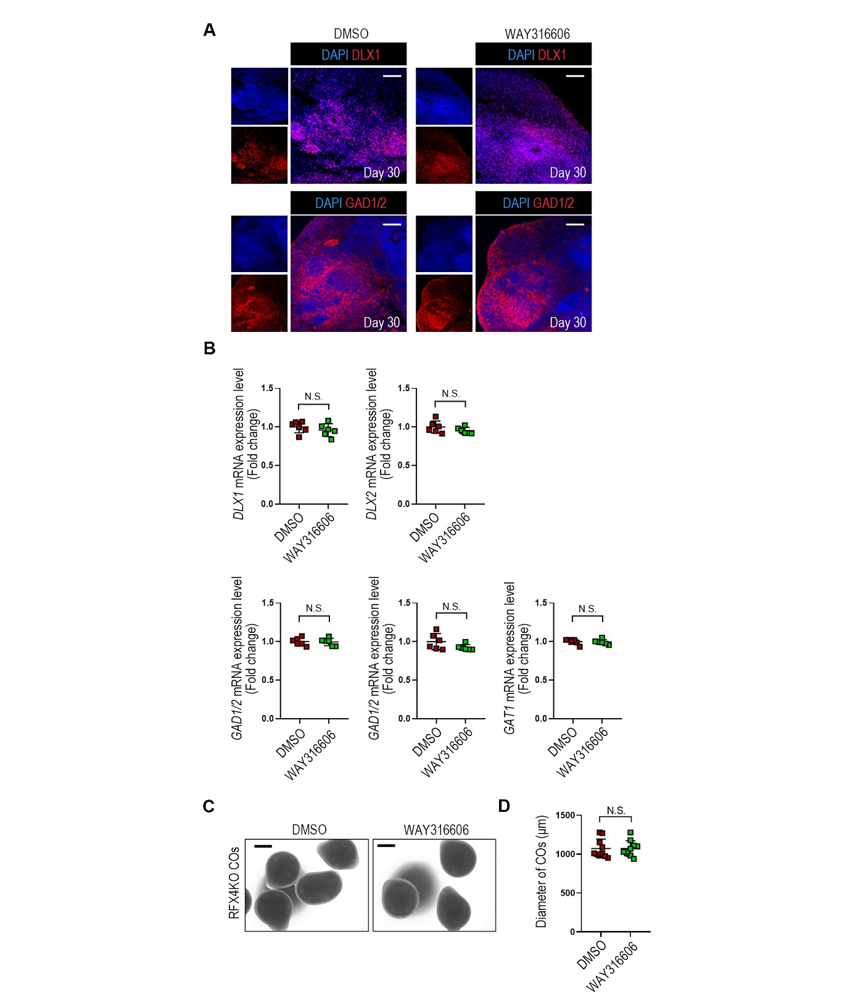 A
DMSO
WAY316606
DAPI DLX1
DAPI DLX1
Day 30
Day 30
DAPI GAD1/2
DAPI GAD1/2
Day 30
Day 30
B
DLX1 mRNA expression level
(Fold change)
1.5
1.0
0.5
0.0
N.S.
DMSO
WAY316606
DLX2 mRNA expression level
(Fold change)
1.5
1.0
0.5
0.0
N.S.
DMSO
WAY316606
GAD1/2 mRNA expression level
(Fold change)
1.5
1.0
0.5
0.0
N.S.
DMSO
WAY316606
GAD1/2 mRNA expression level
(Fold change)
1.5
1.0
0.5
0.0
N.S.
DMSO
WAY316606
GAT1 mRNA expression level
(Fold change)
1.5
1.0
0.5
0.0
N.S.
DMSO
WAY316606
C
DMSO
WAY316606
RFX4KO COs
D
Diameter of COs (μm)
1500
1000
500
0
N.S.
DMSO
WAY316606